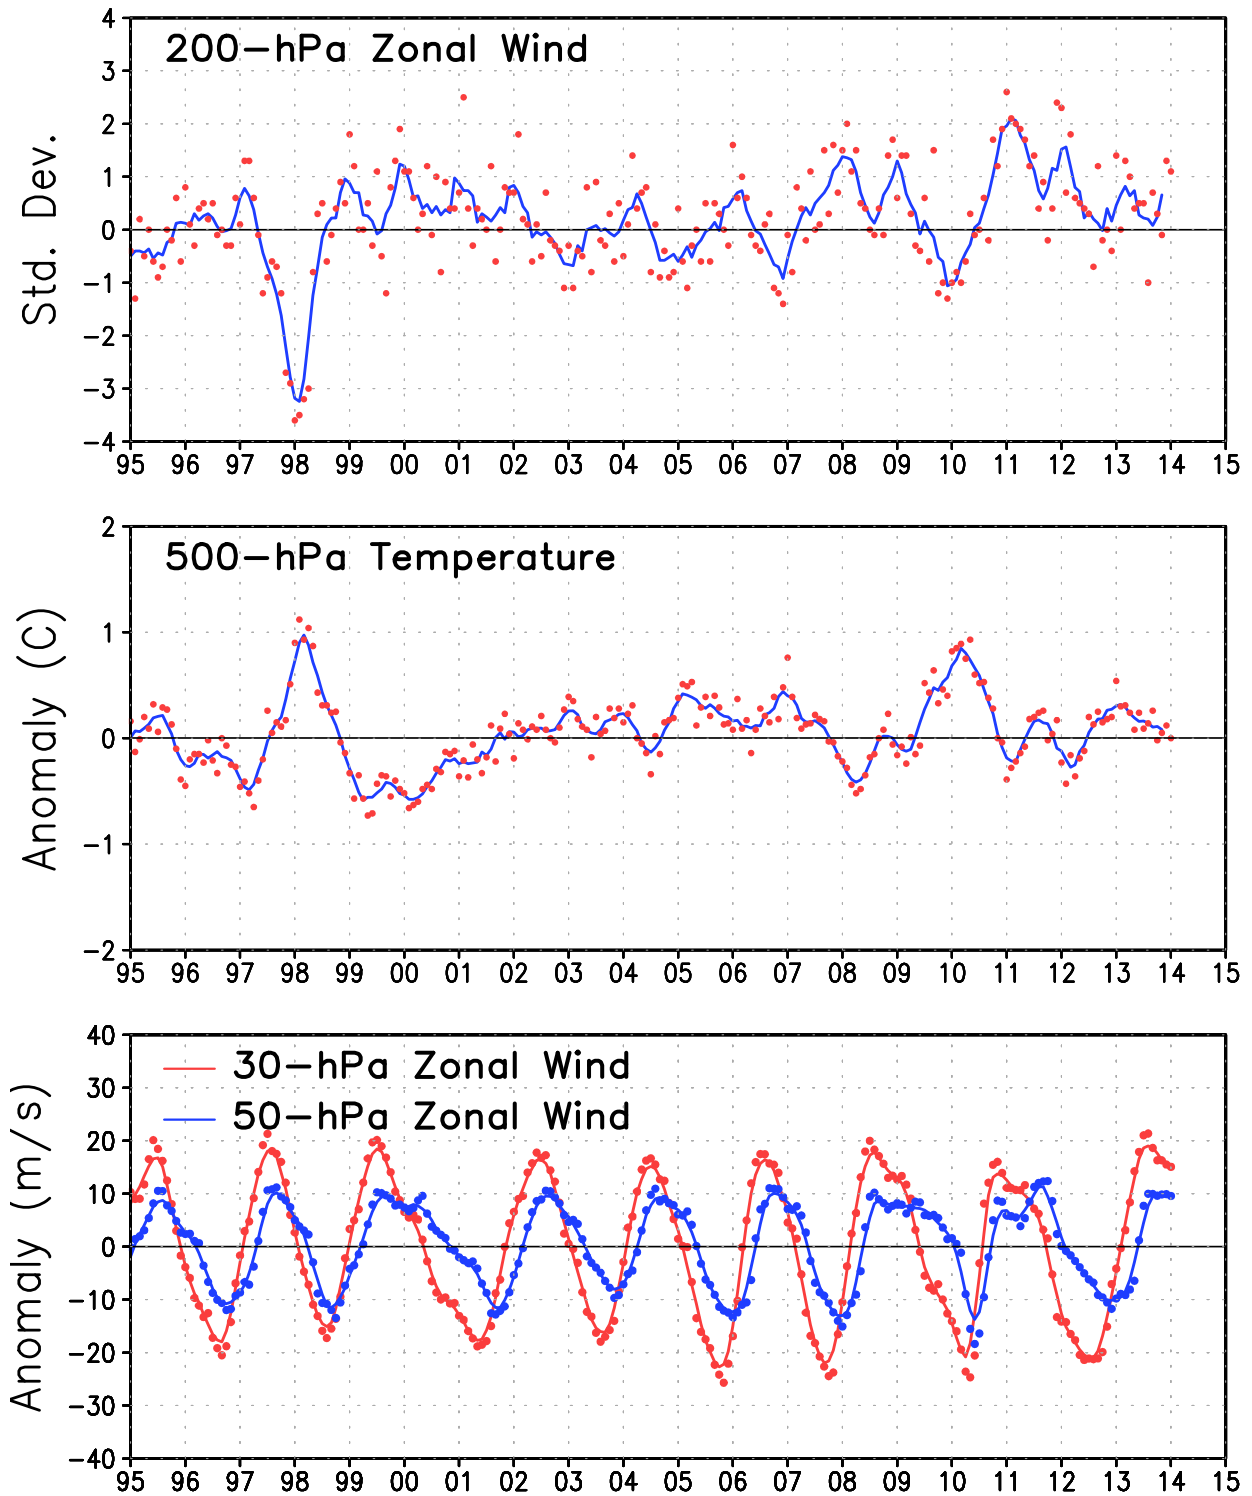 200-hPa Zonal Wind
Std. Dev.
4
3
2
1
0
-1
-2
-3
-4
95 96 97 98 99 00 01 02 03 04 05 06 07 08 09 10 11 12 13 14 15
500-hPa Temperature
Anomaly (C)
2
1
0
-1
-2
95 96 97 98 99 00 01 02 03 04 05 06 07 08 09 10 11 12 13 14 15
30-hPa Zonal Wind
50-hPa Zonal Wind
Anomaly (m/s)
40
30
20
10
0
-10
-20
-30
-40
95 96 97 98 99 00 01 02 03 04 05 06 07 08 09 10 11 12 13 14 15